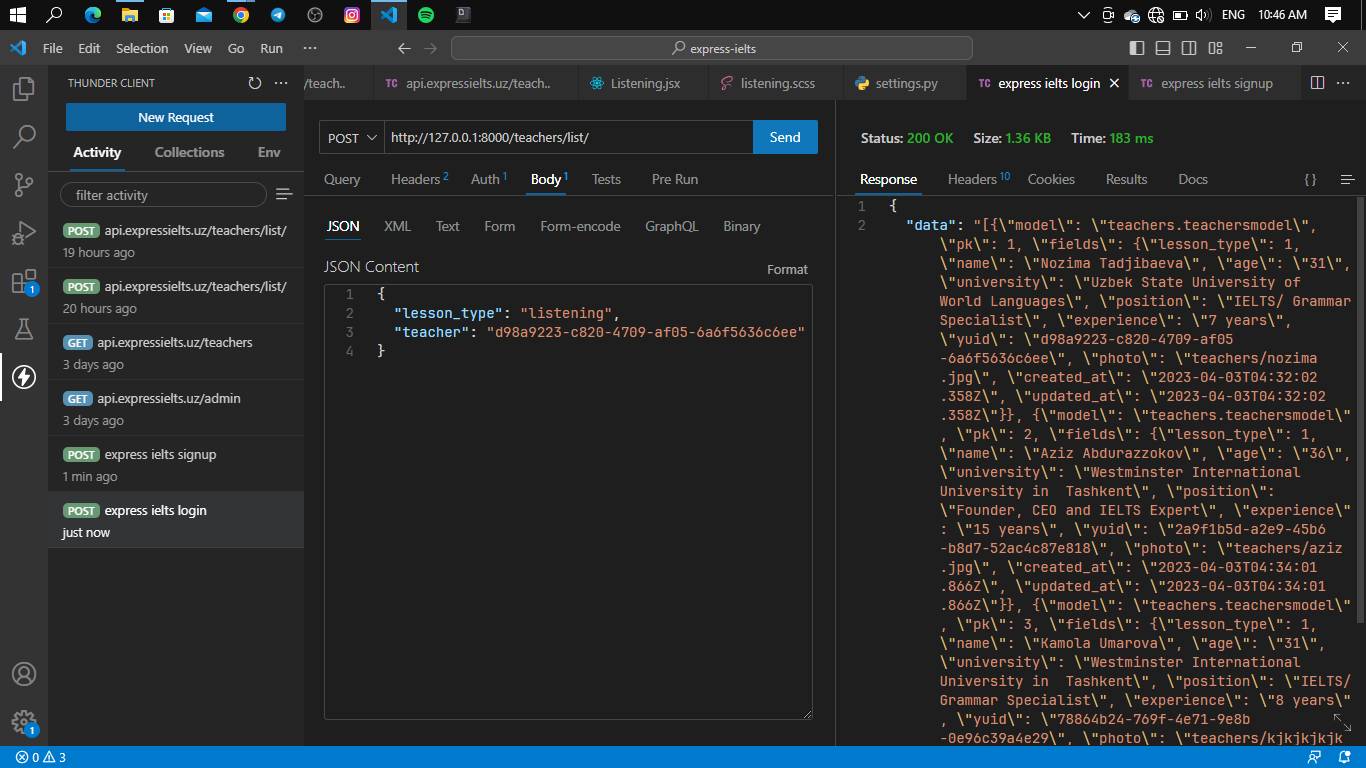 ENG 10:46 AM
File Edit Selection View Go Run ··· express-ielts
THUNDER CLIENT
/teach.. TC api.expressielts.uz/teach.. Listening.jsx listening.scss settings.py TC express ielts login TC express ielts signup
New Request
Activity Collections Env
filter activity
POST api.expressielts.uz/teachers/list/
19 hours ago
POST api.expressielts.uz/teachers/list/
20 hours ago
GET api.expressielts.uz/teachers
3 days ago
GET api.expressielts.uz/admin
3 days ago
POST express ielts signup
1 min ago
POST express ielts login
just now
1
1
POST http://127.0.0.1:8000/teachers/list/ Send
Query Headers 2 Auth 1 Body 1 Tests Pre Run
JSON XML Text Form Form-encode GraphQL Binary
JSON Content Format
1 {
2 "lesson_type": "listening",
3 "teacher": "d98a9223-c820-4709-af05-6a6f5636c6ee"
4 }
Status: 200 OK Size: 1.36 KB Time: 183 ms
Response Headers 10 Cookies Results Docs { }
1 {
2 "data": "[{\"model\": \"teachers.teachersmodel\",
\"pk\": 1, \"fields\": {\"lesson_type\": 1,
\"name\": \"Nozima Tadjibaeva\", \"age\": \"31\",
\"university\": \"Uzbek State University of
World Languages\", \"position\": \"IELTS/ Grammar
Specialist\", \"experience\": \"7 years\",
\"yuid\": \"d98a9223-c820-4709-af05
-6a6f5636c6ee\", \"photo\": \"teachers/nozima
.jpg\", \"created_at\": \"2023-04-03T04:32:02
.358Z\", \"updated_at\": \"2023-04-03T04:32:02
.358Z\"}}, {\"model\": \"teachers.teachersmodel\"
, \"pk\": 2, \"fields\": {\"lesson_type\": 1,
\"name\": \"Aziz Abdurazzokov\", \"age\": \"36\",
\"university\": \"Westminster International
University in  Tashkent\", \"position\":
\"Founder, CEO and IELTS Expert\", \"experience\"
: \"15 years\", \"yuid\": \"2a9f1b5d-a2e9-45b6
-b8d7-52ac4c87e818\", \"photo\": \"teachers/aziz
.jpg\", \"created_at\": \"2023-04-03T04:34:01
.866Z\", \"updated_at\": \"2023-04-03T04:34:01
.866Z\"}}, {\"model\": \"teachers.teachersmodel\"
, \"pk\": 3, \"fields\": {\"lesson_type\": 1,
\"name\": \"Kamola Umarova\", \"age\": \"31\",
\"university\": \"Westminster International
University in  Tashkent\", \"position\": \"IELTS/
Grammar Specialist\", \"experience\": \"8 years\"
, \"yuid\": \"78864b24-769f-4e71-9e8b
-0e96c39a4e29\", \"photo\": \"teachers/kjkjkjkjk
0 3